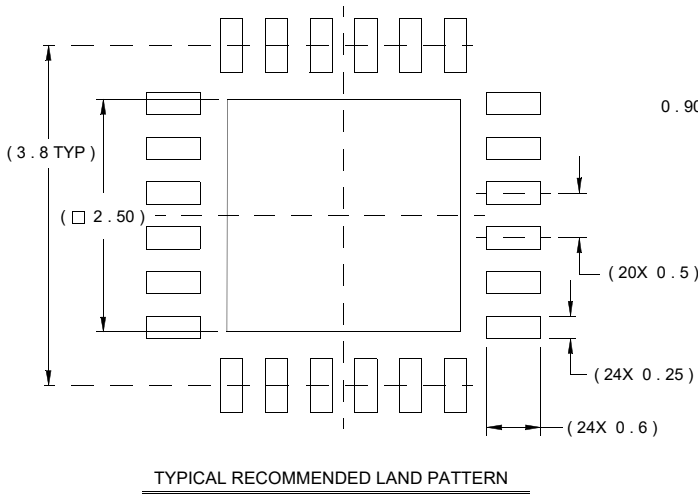 0.90
( 3 . 8 TYP )
( □ 2 . 50 )
( 20X 0 . 5 )
( 24X 0 . 25 )
( 24X 0 . 6 )
TYPICAL RECOMMENDED LAND PATTERN